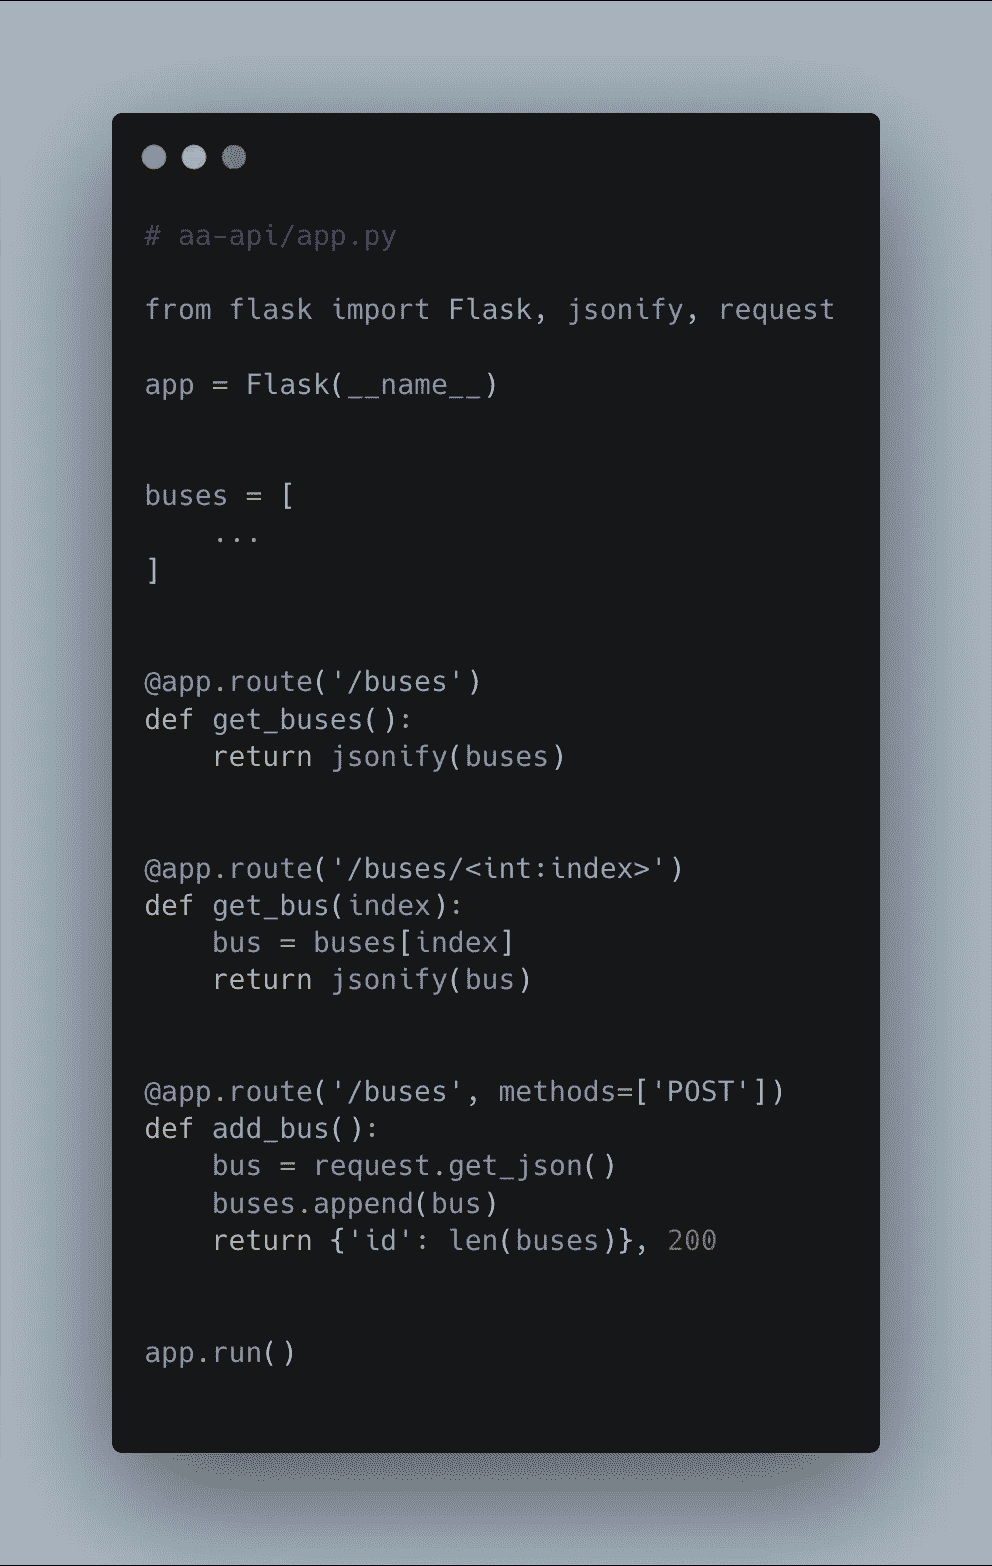 # aa-api/app.py
from flask import Flask, jsonify, request
app = Flask(__name__)
buses = [
    ...
]
@app.route('/buses')
def get_buses():
    return jsonify(buses)
@app.route('/buses/<int:index>')
def get_bus(index):
    bus = buses[index]
    return jsonify(bus)
@app.route('/buses', methods=['POST'])
def add_bus():
    bus = request.get_json()
    buses.append(bus)
    return {'id': len(buses)}, 200
app.run()